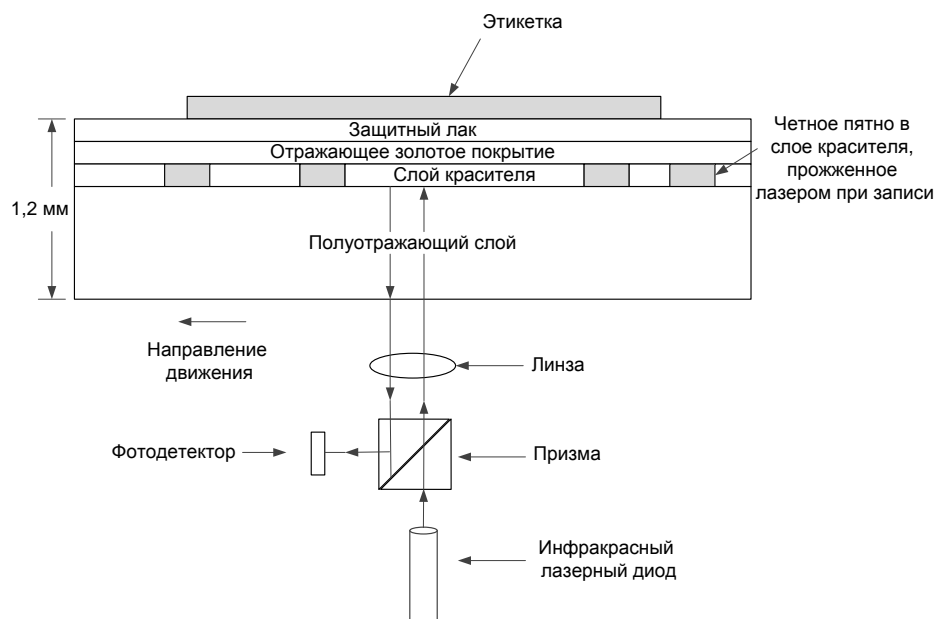 Этикетка
Защитный лак
Отражающее золотое покрытие
Слой красителя
Четное пятно в
слое красителя,
прожженное
лазером при записи
1,2 мм
Полуотражающий слой
Направление
движения
Линза
Фотодетектор
Призма
Инфракрасный
лазерный диод